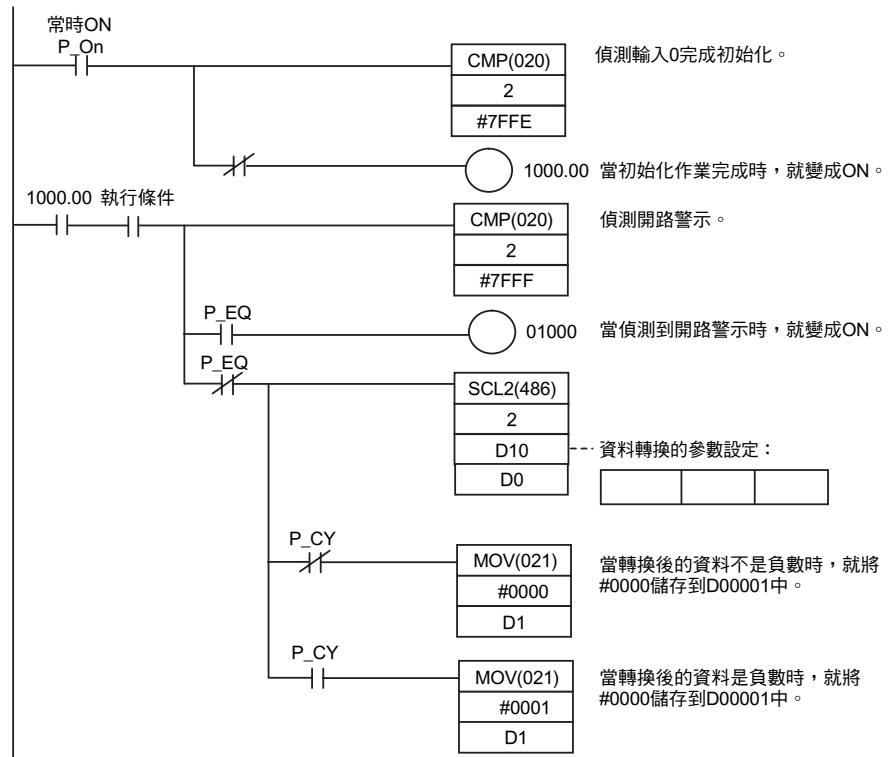 常時ON
P_On
CMP(020)
2
#7FFE
偵測輸入0完成初始化。
1000.00 當初始化作業完成時，就變成ON。
1000.00 執行條件
CMP(020)
2
#7FFF
偵測開路警示。
P_EQ
01000 當偵測到開路警示時，就變成ON。
P_EQ
SCL2(486)
2
D10
D0
資料轉換的參數設定：
P_CY
MOV(021)
#0000
D1
當轉換後的資料不是負數時，就將
#0000儲存到D00001中。
P_CY
MOV(021)
#0001
D1
當轉換後的資料是負數時，就將
#0000儲存到D00001中。